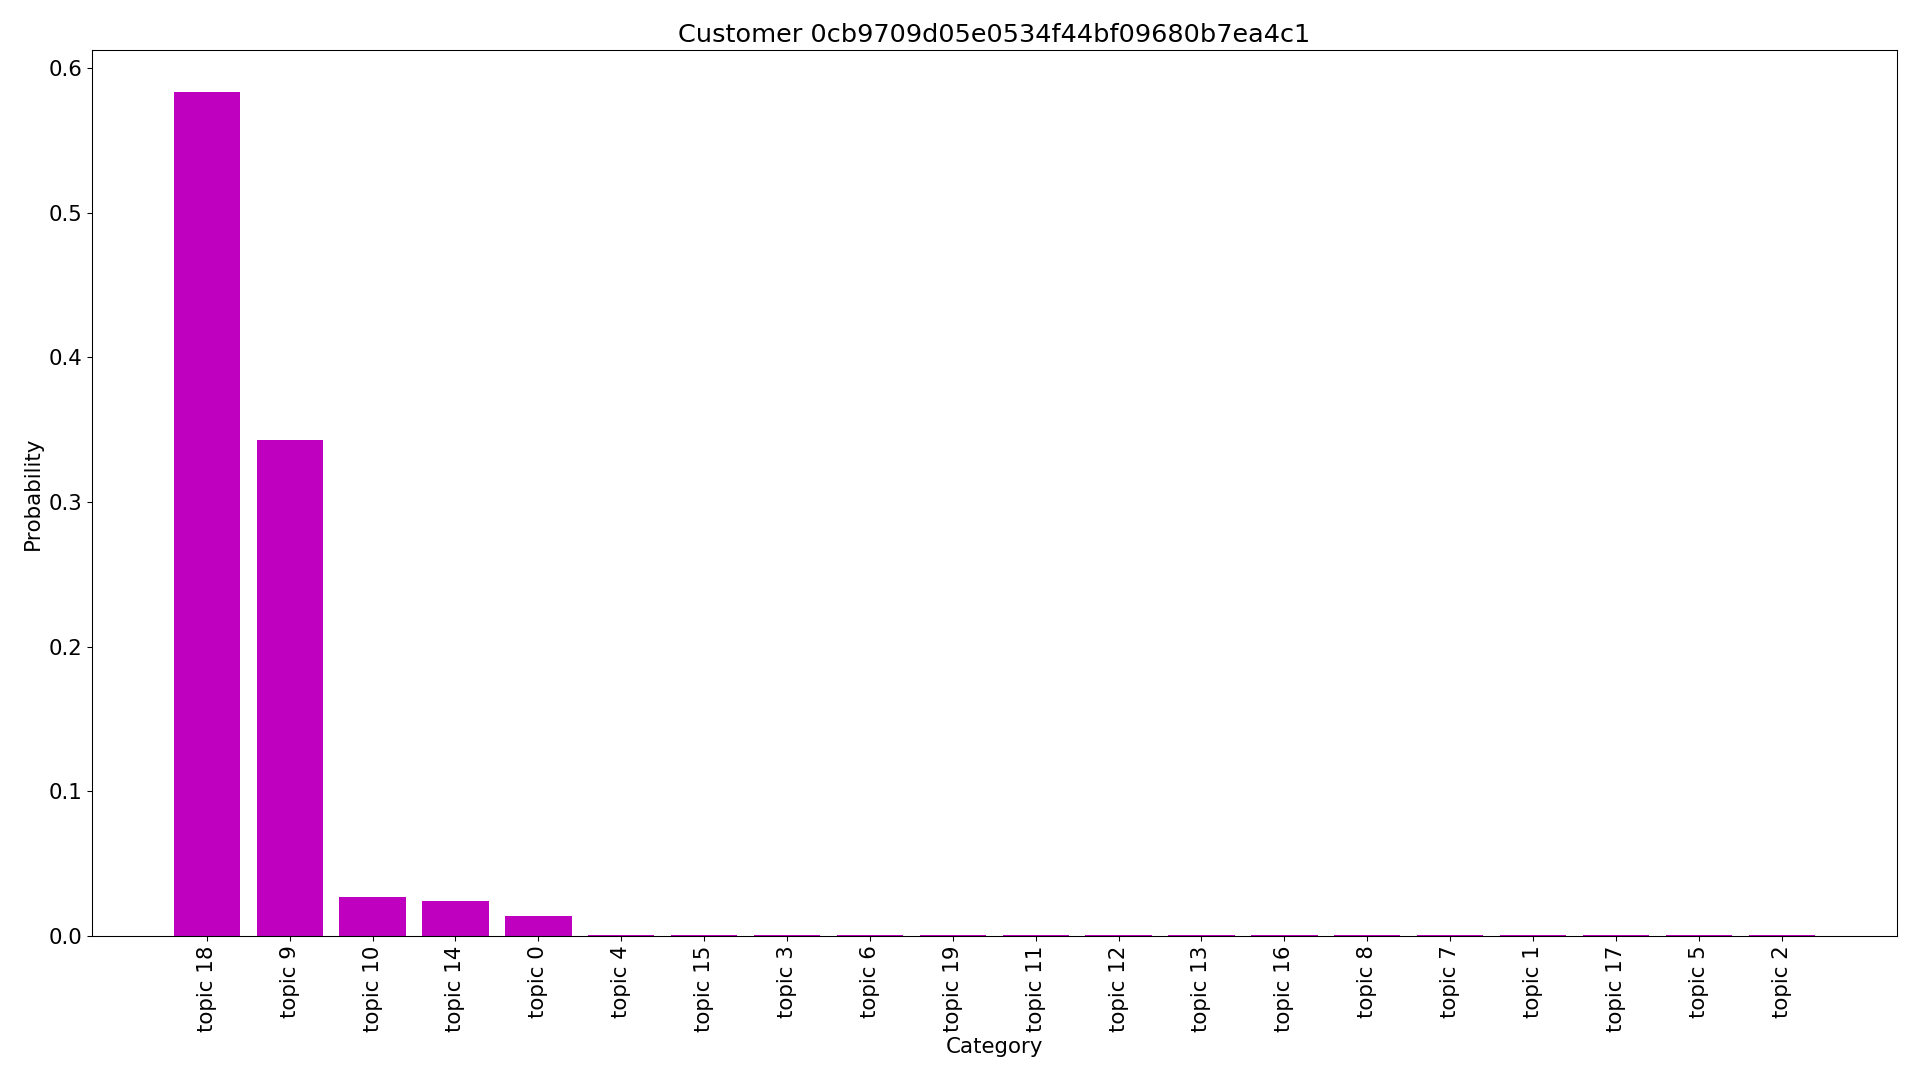 Customer 0cb9709d05e0534f44bf09680b7ea4c1
Probability
0.6
0.5
0.4
0.3
0.2
0.1
0.0
topic 18
topic 9
topic 10
topic 14
topic 0
topic 4
topic 15
topic 3
topic 6
topic 19
topic 11
topic 12
topic 13
topic 16
topic 8
topic 7
topic 1
topic 17
topic 5
topic 2
Category